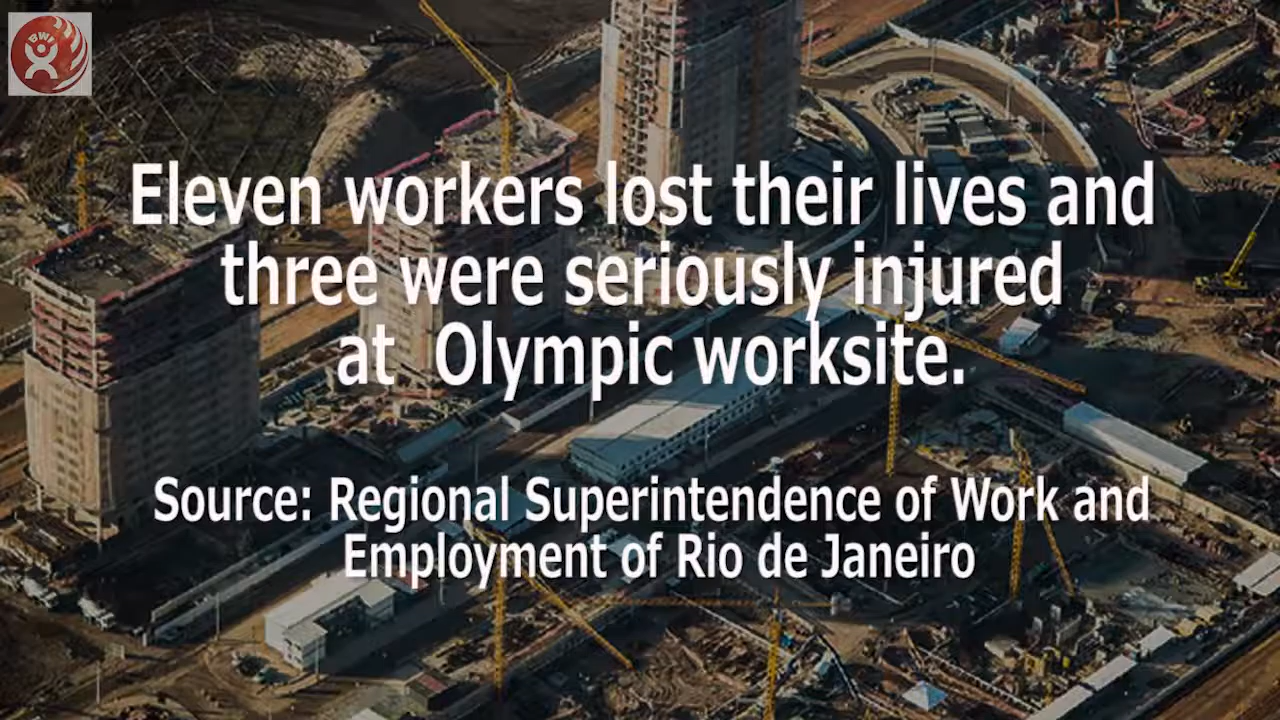 BWI
Eleven workers lost their lives and
three were seriously injured
at Olympic worksite.
Source: Regional Superintendence of Work and
Employment of Rio de Janeiro